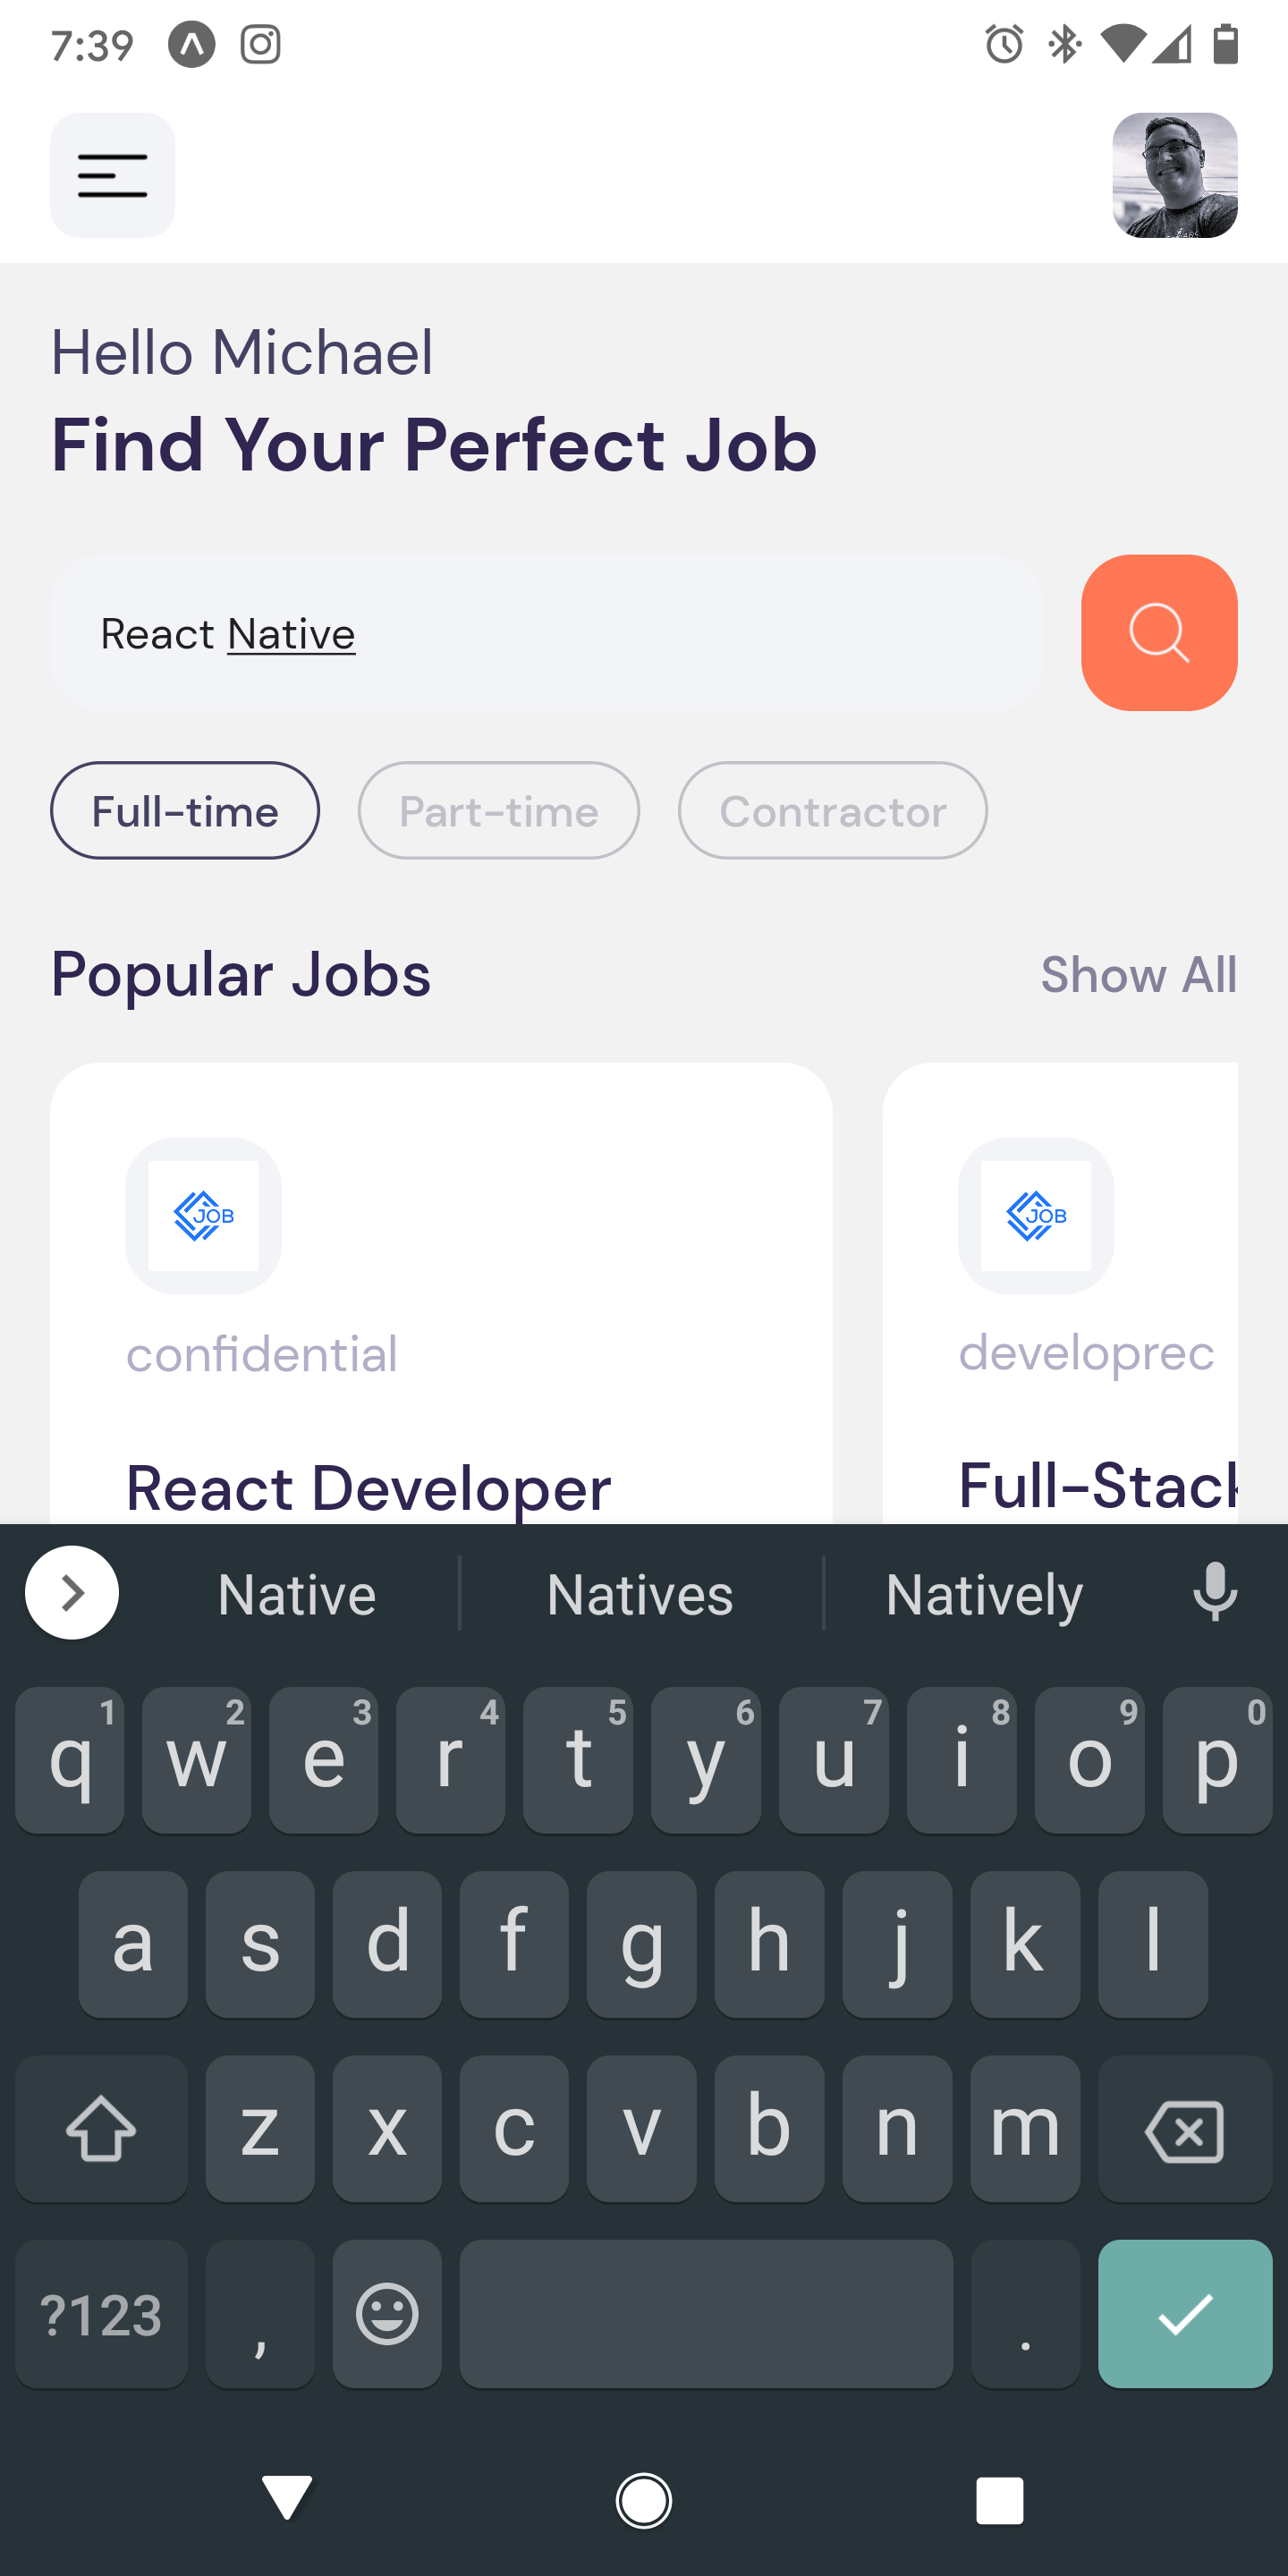 7:39
Hello Michael
Find Your Perfect Job
React Native
Full-time Part-time Contractor
Popular Jobs Show All
JOB JOB
confidential developrec
React Developer Full-Stack
Native Natives Natively
1 2 3 4 5 6 7 8 9 0
q w e r t y u i o p
a s d f g h j k l
z x c v b n m
?123 , .